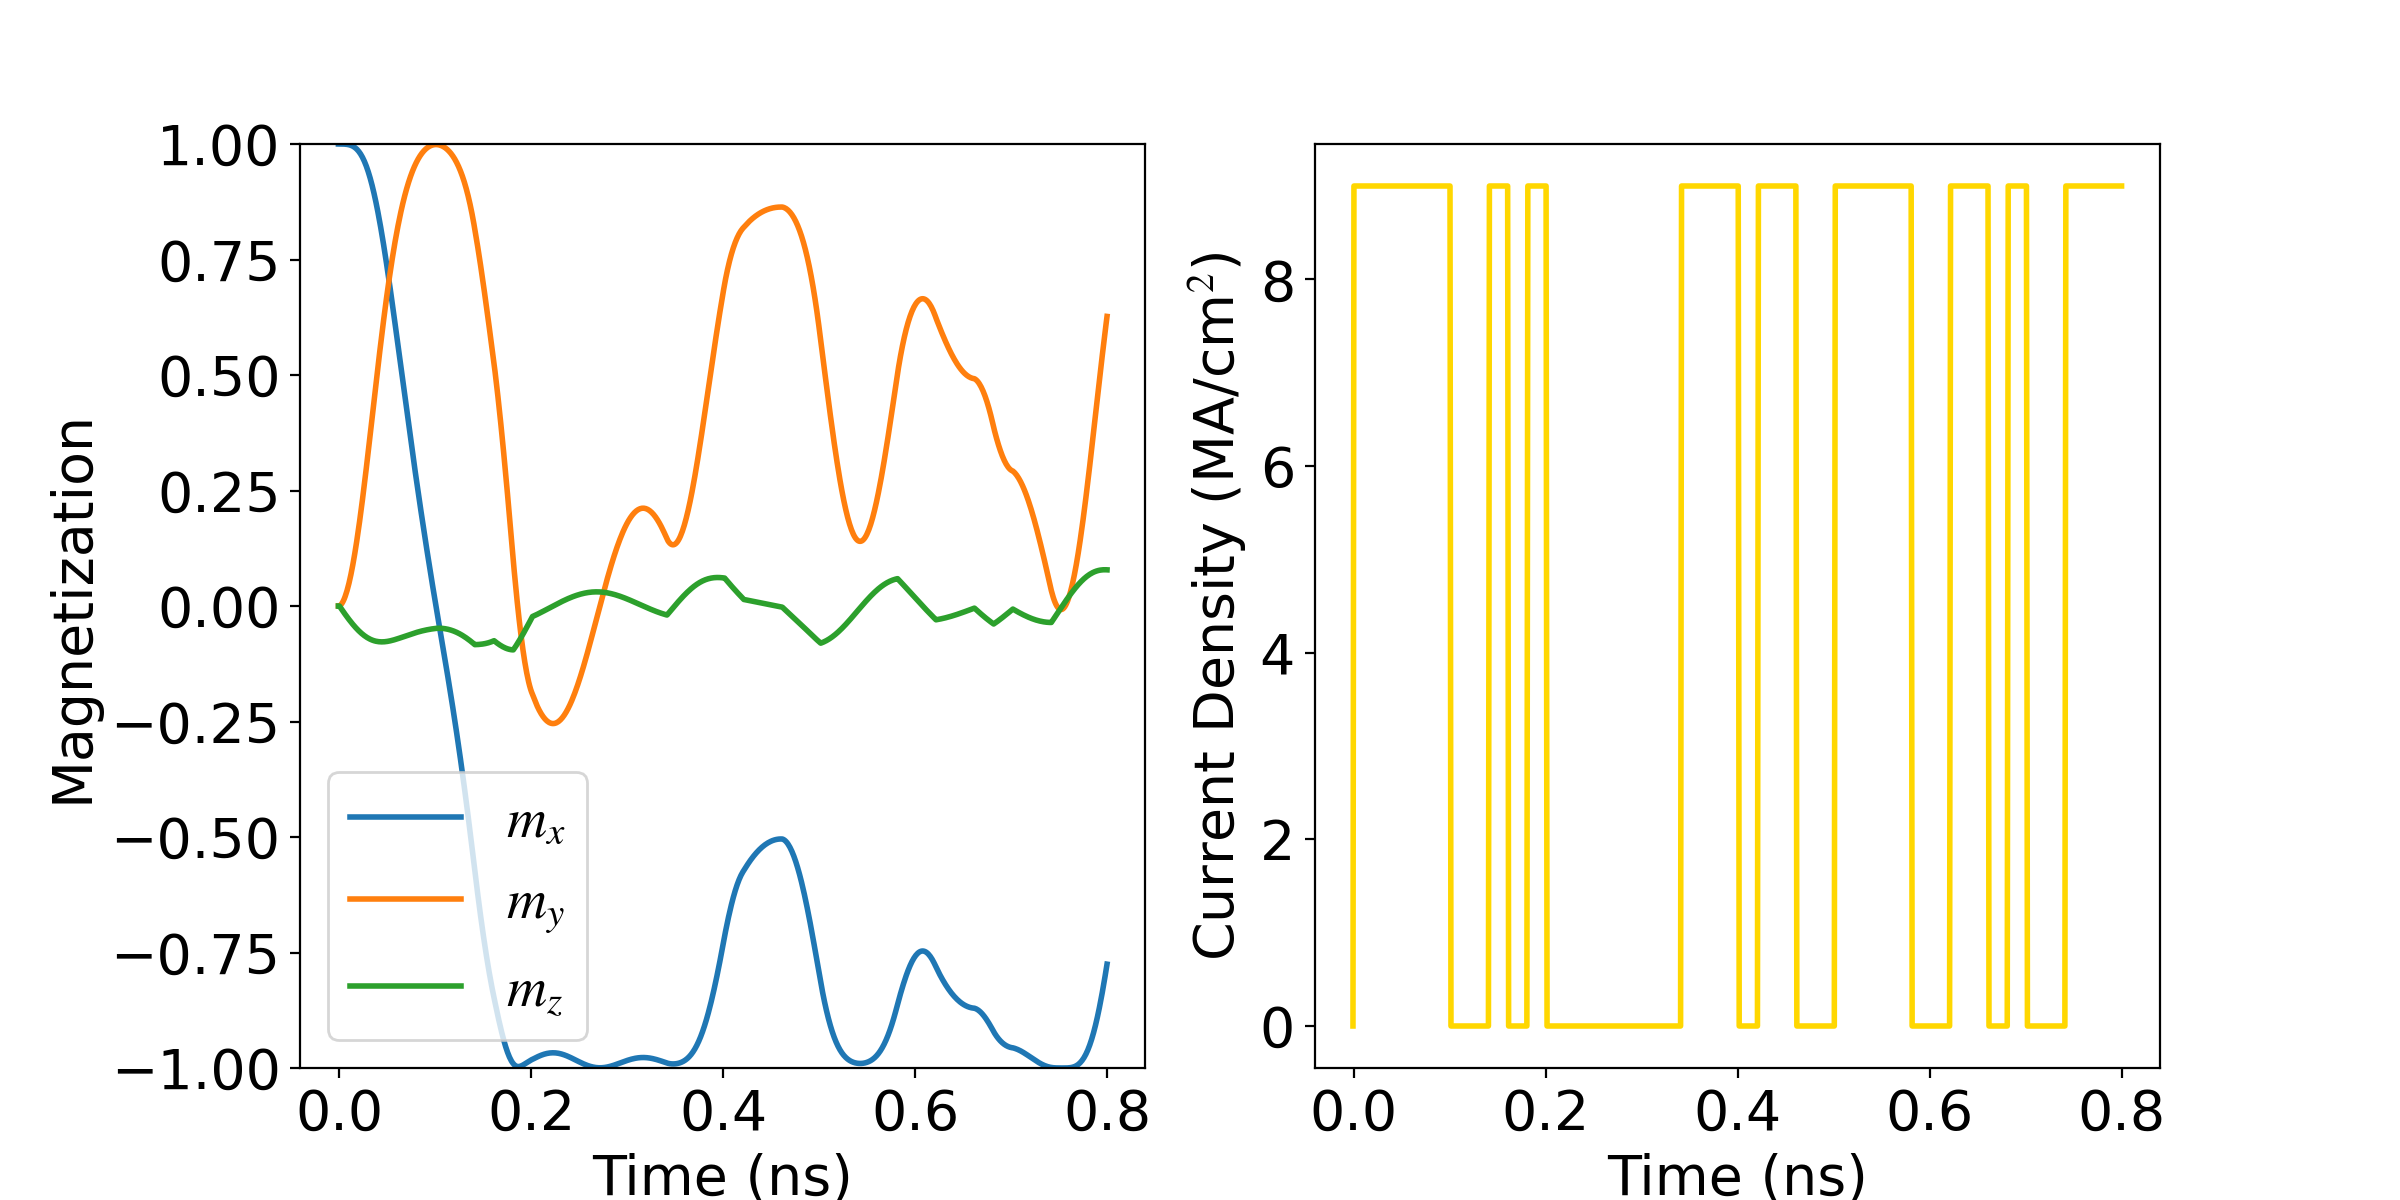 Magnetization
1.00
0.75
0.50
0.25
0.00
−0.25
−0.50
−0.75
−1.00
m_x
m_y
m_z
0.0 0.2 0.4 0.6 0.8
Time (ns)
Current Density (MA/cm²)
8
6
4
2
0
0.0 0.2 0.4 0.6 0.8
Time (ns)